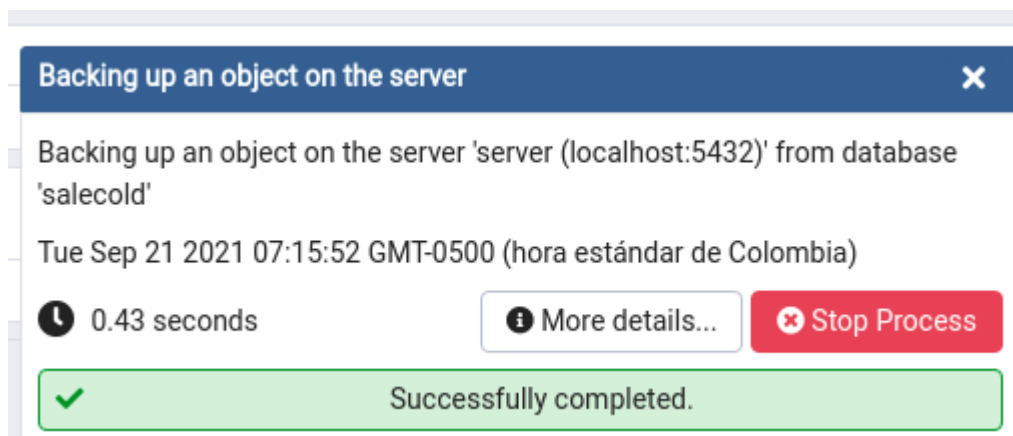 Backing up an object on the server
Backing up an object on the server 'server (localhost:5432)' from database
'salecold'
Tue Sep 21 2021 07:15:52 GMT-0500 (hora estándar de Colombia)
0.43 seconds
More details...
Stop Process
Successfully completed.